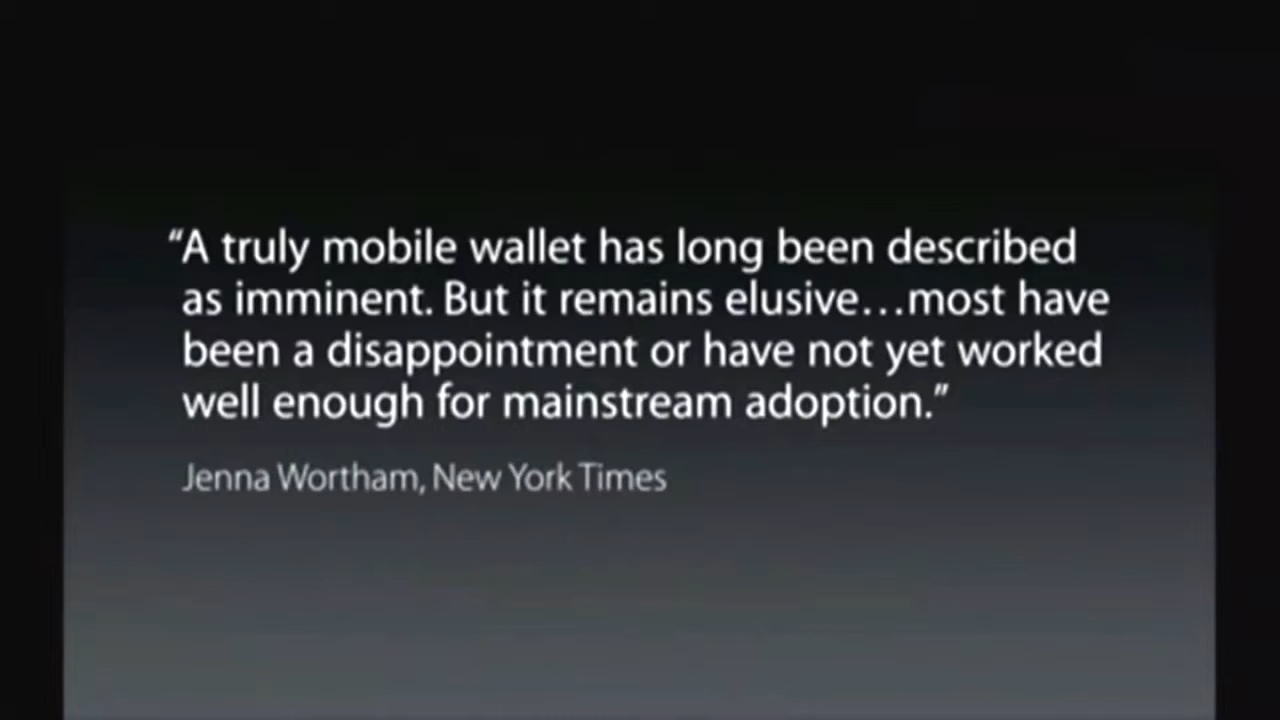 “A truly mobile wallet has long been described
as imminent. But it remains elusive…most have
been a disappointment or have not yet worked
well enough for mainstream adoption.”
Jenna Wortham, New York Times